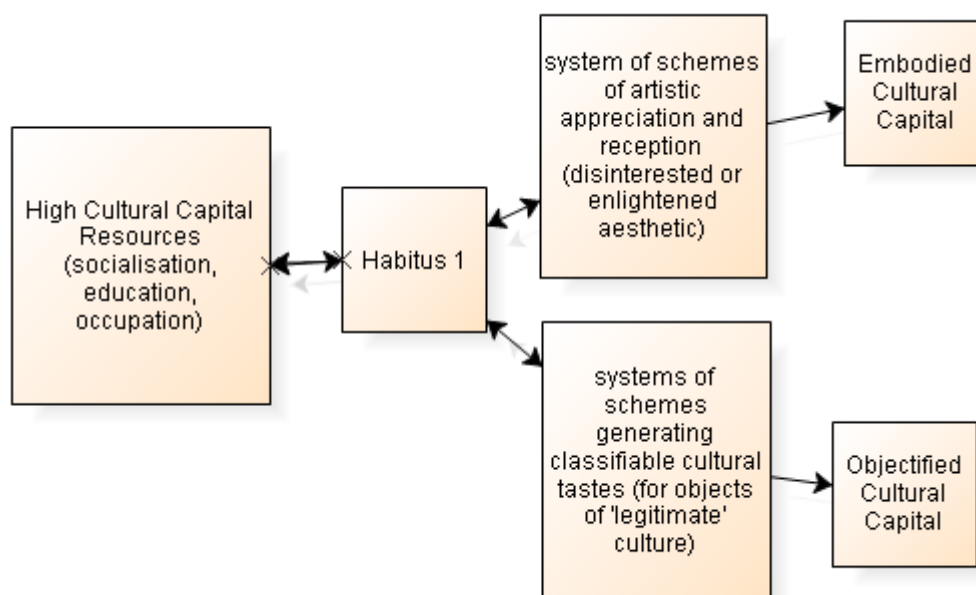 High Cultural Capital
Resources
(socialisation,
education,
occupation)
Habitus 1
system of schemes
of artistic
appreciation and
reception
(disinterested or
enlightened
aesthetic)
Embodied
Cultural
Capital
systems of
schemes
generating
classifiable cultural
tastes (for objects
of 'legitimate'
culture)
Objectified
Cultural
Capital